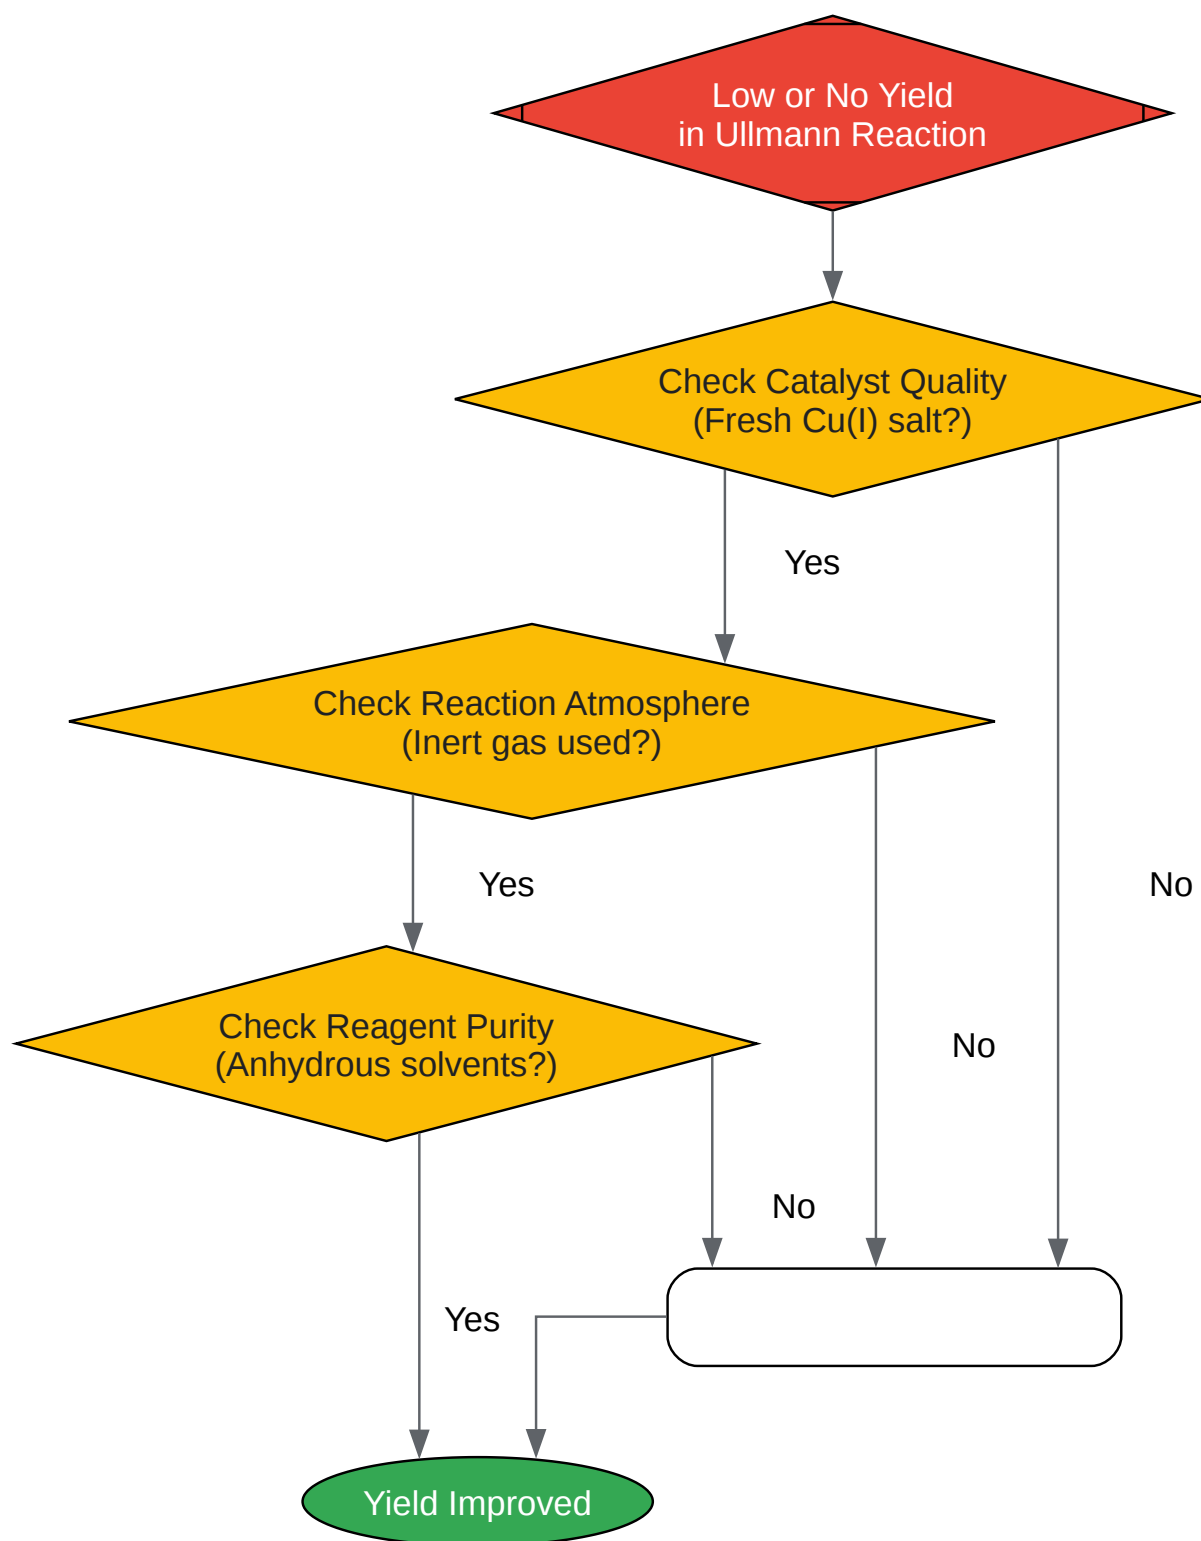 Low or No Yield
in Ullmann Reaction
Check Catalyst Quality
(Fresh Cu(I) salt?)
Yes
Check Reaction Atmosphere
(Inert gas used?)
Yes
No
Check Reagent Purity
(Anhydrous solvents?)
No
No
Yes
Yield Improved